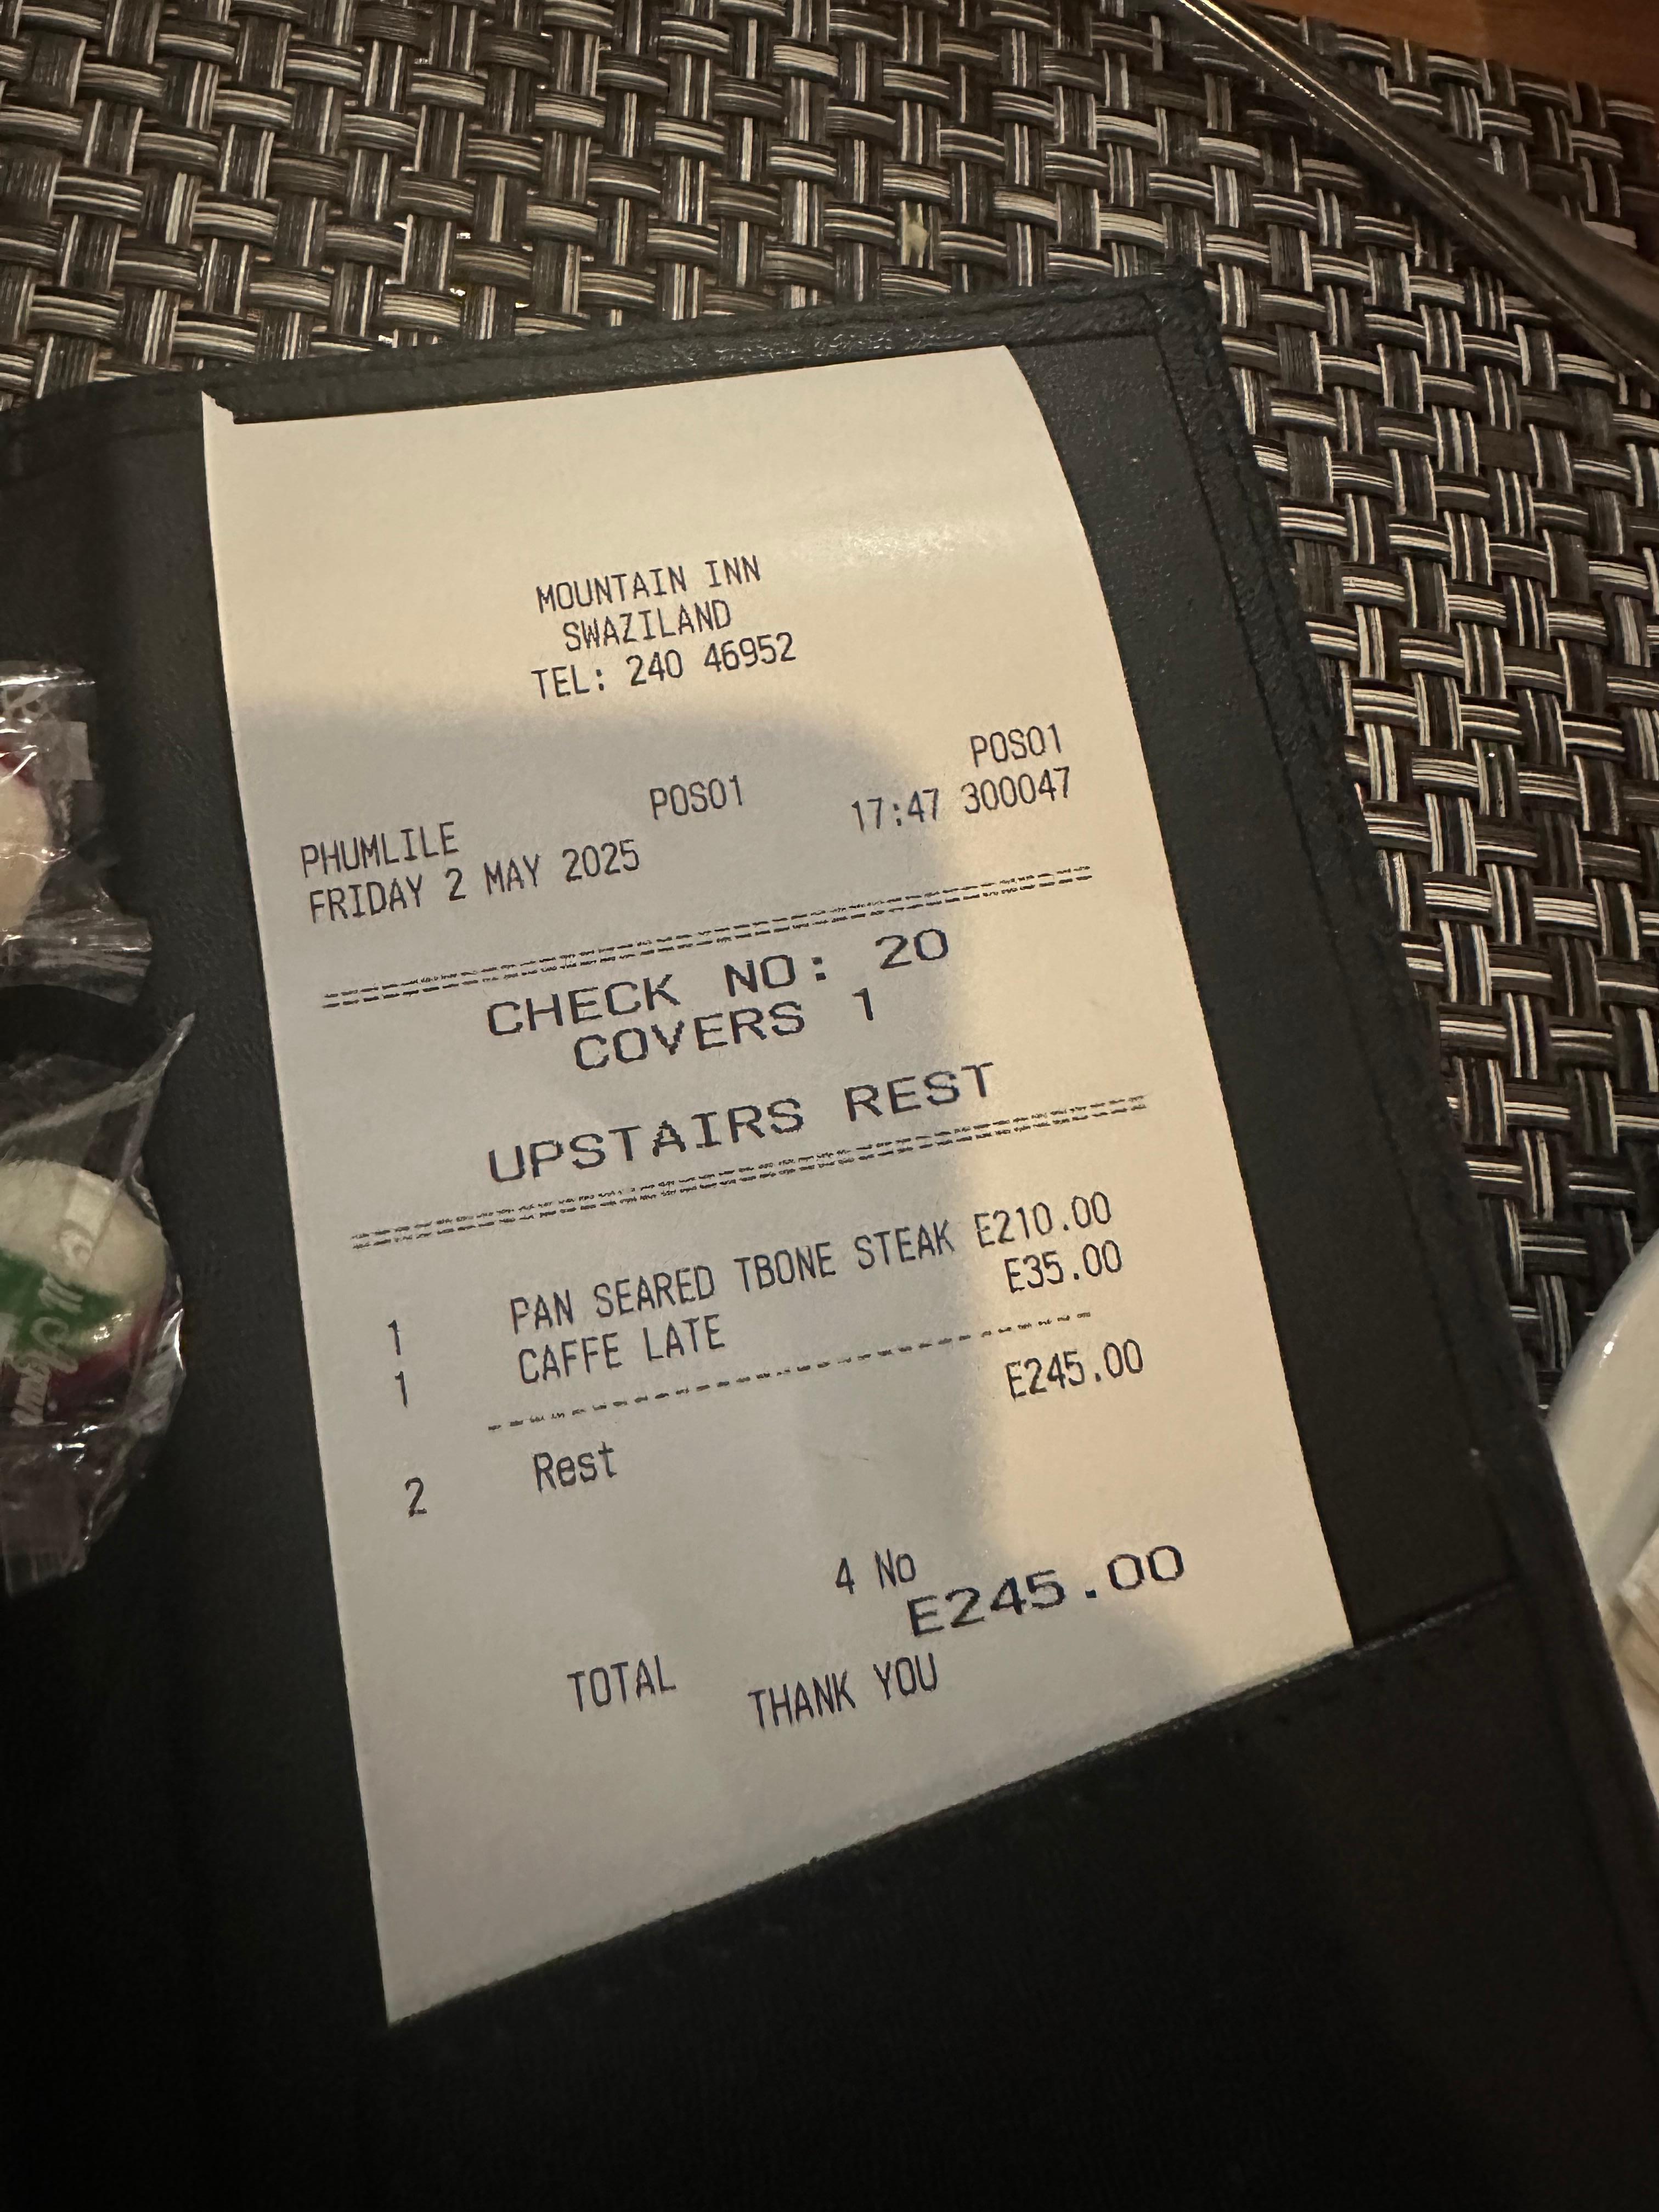 MOUNTAIN INN
SWAZILAND
TEL: 240 46952
POS01
PHUMLILE POS01
FRIDAY 2 MAY 2025 17:47 300047
CHECK NO: 20
COVERS 1
UPSTAIRS REST
1 PAN SEARED TBONE STEAK E210.00
1 CAFFE LATE E35.00
2 Rest E245.00
4 No
TOTAL E245.00
THANK YOU